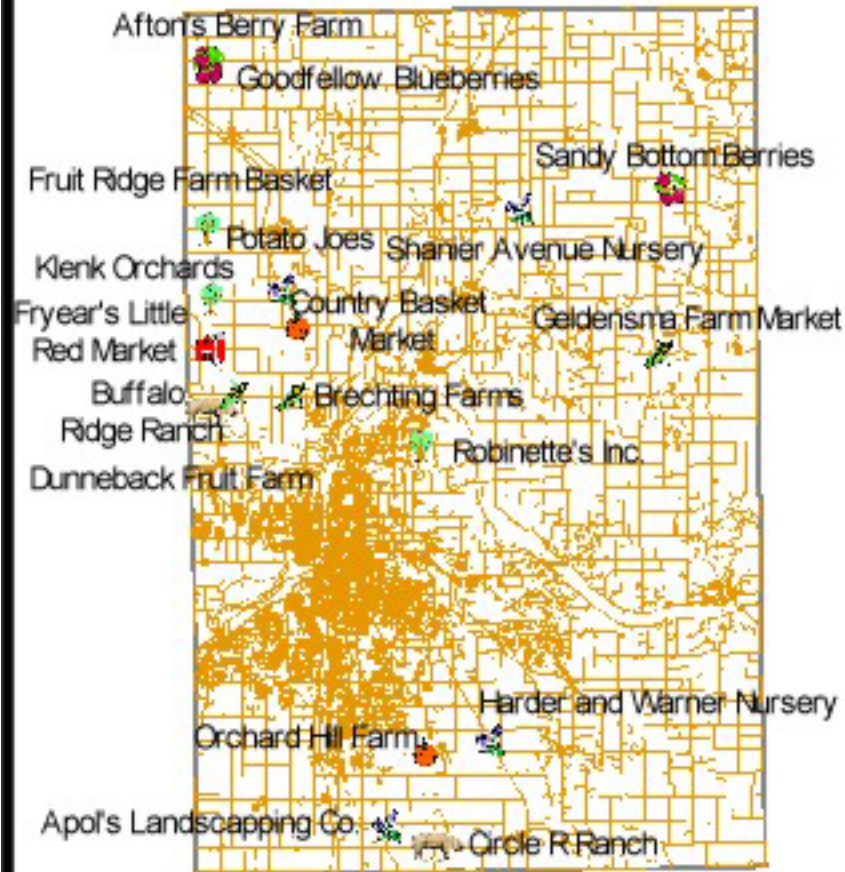 Afton's Berry Farm
Goodfellow Blueberries
Sandy Bottom Berries
Fruit Ridge Farm Basket
Potato Joes
Shanier Avenue Nursery
Klenk Orchards
Country Basket
Market
Fryear's Little
Red Market
Geldensma Farm Market
Buffalo
Ridge Ranch
Brechting Farms
Robinette's Inc.
Dunneback Fruit Farm
Harder and Warner Nursery
Orchard Hill Farm
Apol's Landscapping Co.
Circle R Ranch